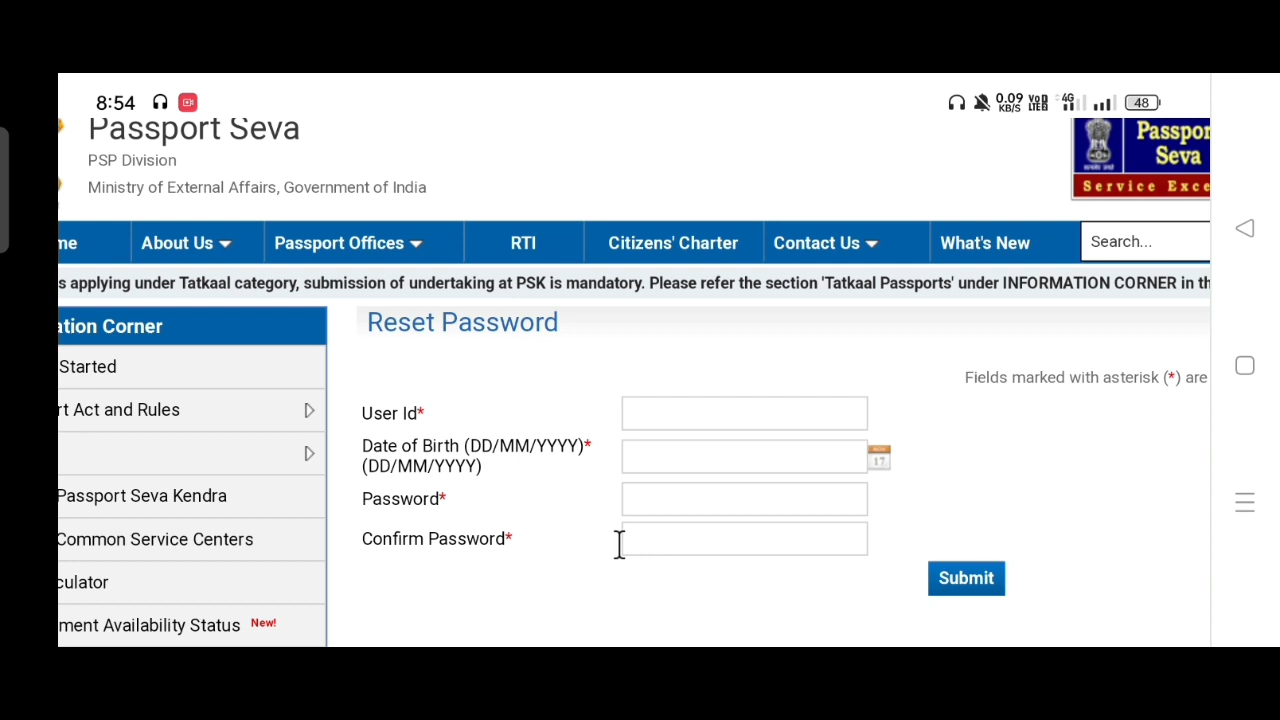 8:54 0.09 KB/S Vo LTE 4G 48
Passport Seva
PSP Division
Ministry of External Affairs, Government of India
Passpor
Seva
Service Exce
me About Us Passport Offices RTI Citizens' Charter Contact Us What's New Search...
s applying under Tatkaal category, submission of undertaking at PSK is mandatory. Please refer the section 'Tatkaal Passports' under INFORMATION CORNER in th
ation Corner
Started
rt Act and Rules
Passport Seva Kendra
Common Service Centers
culator
ment Availability Status New!
Reset Password
Fields marked with asterisk (*) are
User Id*
Date of Birth (DD/MM/YYYY)*
(DD/MM/YYYY)
17
Password*
Confirm Password*
Submit